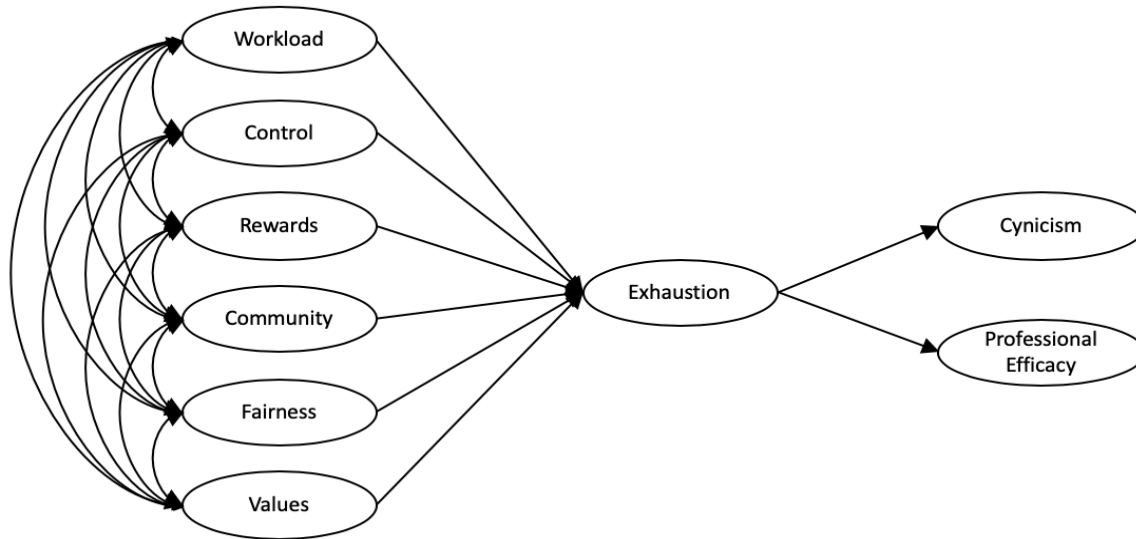 Workload
Control
Rewards
Community
Fairness
Values
Exhaustion
Cynicism
Professional
Efficacy